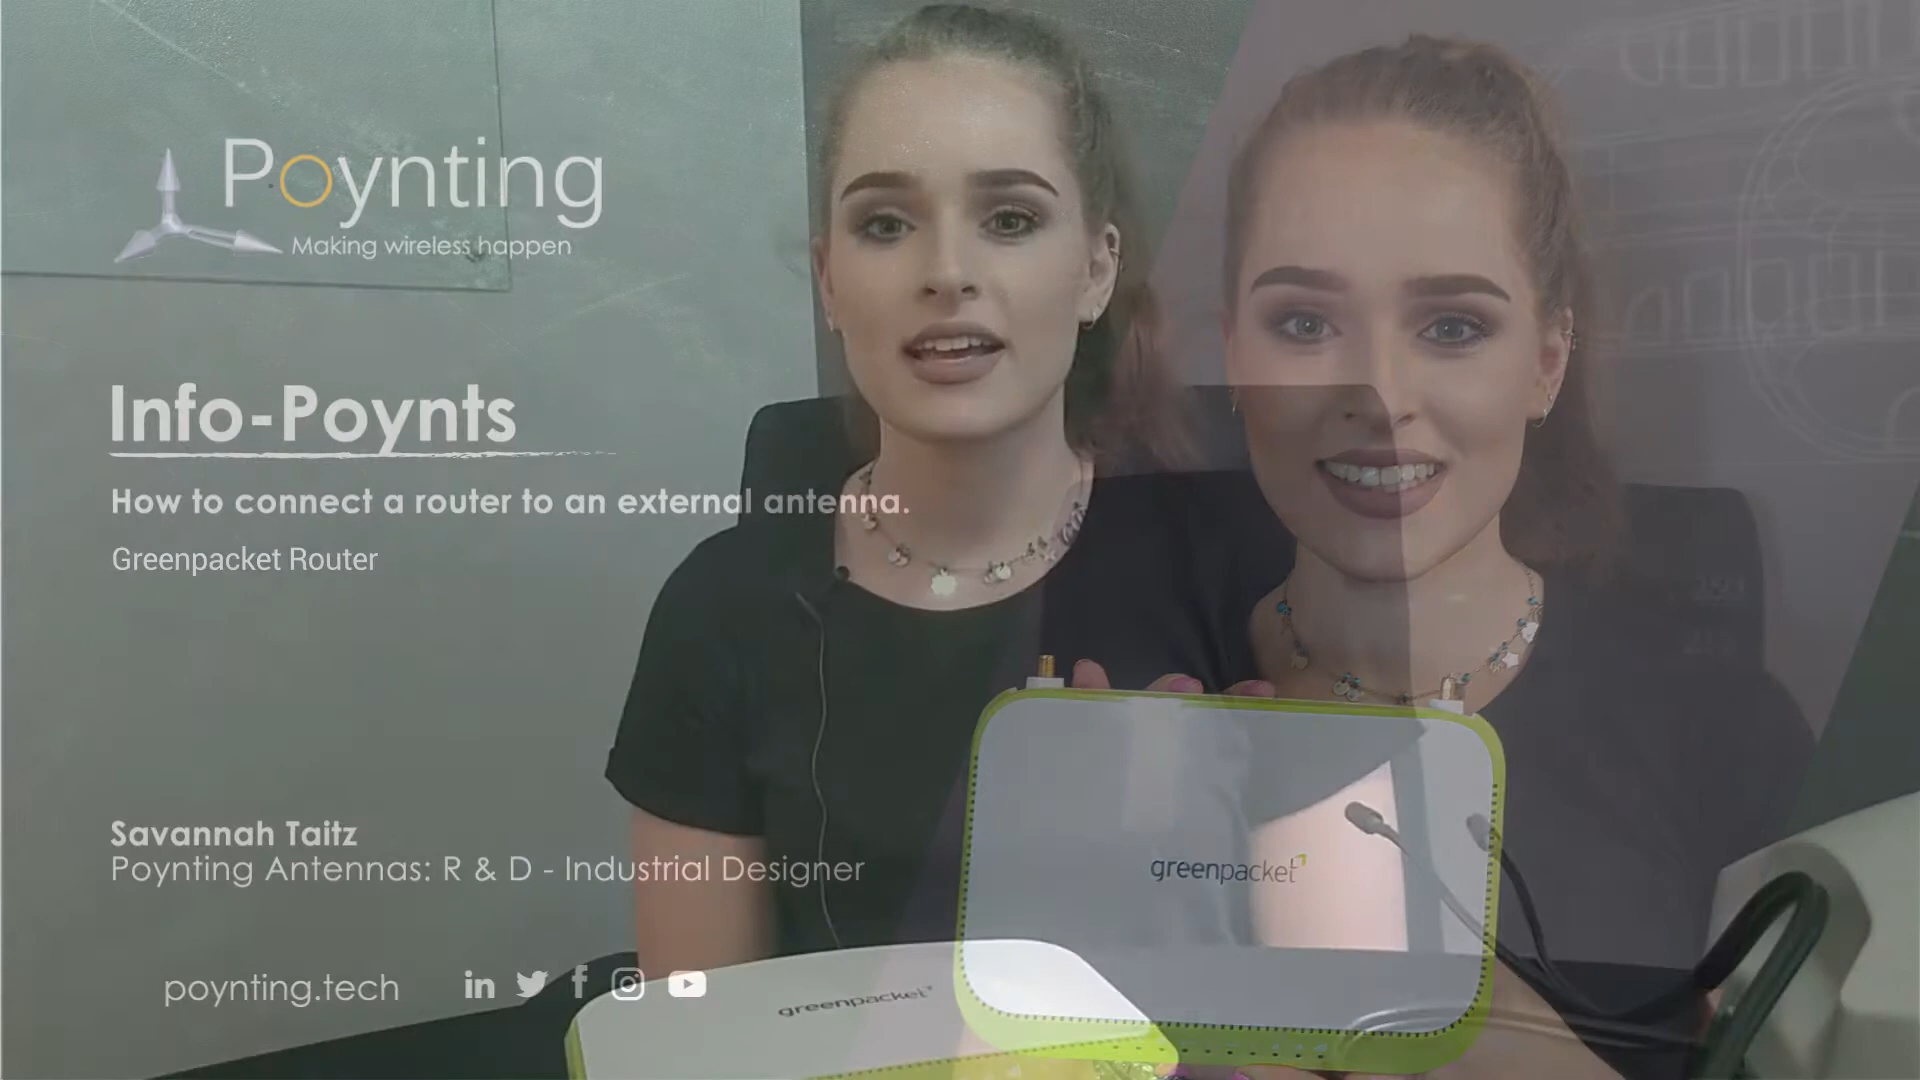 Poynting
Making wireless happen
Info-Poynts
How to connect a router to an external antenna.
Greenpacket Router
Savannah Taitz
Poynting Antennas: R & D - Industrial Designer
poynting.tech
greenpacket
greenpacket